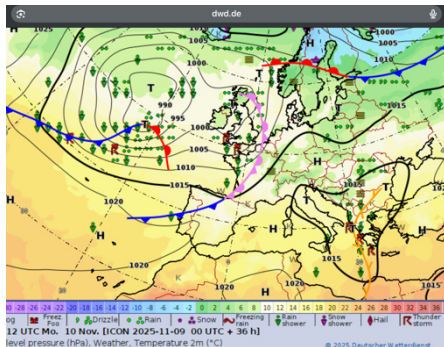 dwd.de
1025
1005
1000
1005
1000
1010
H
H
T
T
T
1000
990
1015
995
1000
1005
1010
H
1015
1015
1020
T
T
H
H
H
H
1015
1020
1020
1020
K
K
W
-30 -28 -26 -24 -22 -20 -18 -16 -14 -12 -10 -8 -6 -4 -2 0 2 4 6 8 10 12 14 16 18 20 22 24 26 28 30 32 34 36
og Freez. Fog Drizzle Rain Snow Freezing rain Rain shower Snow shower Hail Thunder storm
12 UTC Mo. 10 Nov. [ICON 2025-11-09 00 UTC + 36 h]
level pressure (hPa), Weather, Temperature 2m (°C)
© 2025 Deutscher Wetterdienst